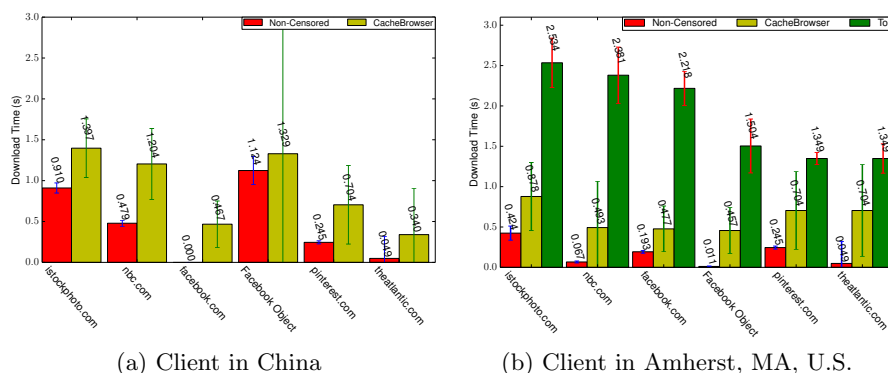 Non-Censored CacheBrowser
Download Time (s)
3.0
2.5
2.0
1.5
1.0
0.5
0.0
0.910
1.397
0.479
1.204
0.000
0.467
1.124
1.329
0.245
0.704
0.049
0.340
istockphoto.com
nbc.com
facebook.com
Facebook Object
pinterest.com
theatlantic.com
(a) Client in China
Non-Censored CacheBrowser To
Download Time (s)
3.0
2.5
2.0
1.5
1.0
0.5
0.0
0.424
0.878
2.534
0.067
0.493
2.381
0.193
0.477
2.218
0.011
0.457
1.504
0.245
0.704
1.349
0.049
0.704
1.349
istockphoto.com
nbc.com
facebook.com
Facebook Object
pinterest.com
theatlantic.com
(b) Client in Amherst, MA, U.S.